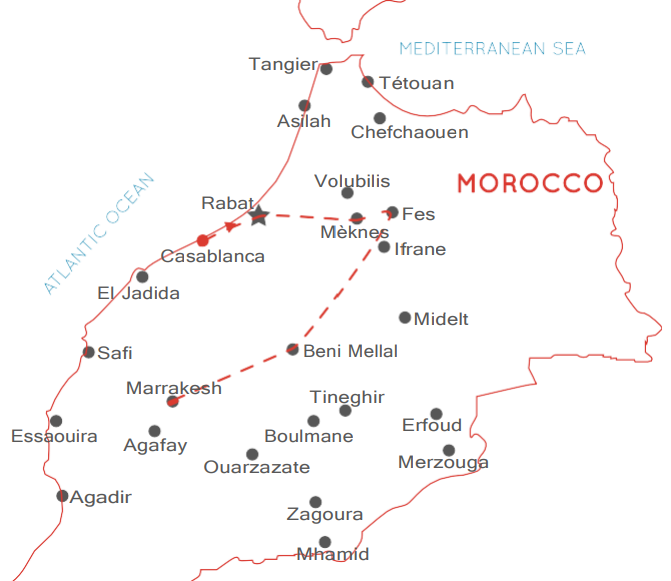 MEDITERRANEAN SEA
Tangier
Tétouan
Asilah
Chefchaouen
ATLANTIC OCEAN
Volubilis
MOROCCO
Rabat
Fes
Mèknes
Casablanca
Ifrane
El Jadida
Midelt
Safi
Beni Mellal
Marrakesh
Tineghir
Essaouira
Agafay
Boulmane
Erfoud
Ouarzazate
Merzouga
Agadir
Zagoura
Mhamid